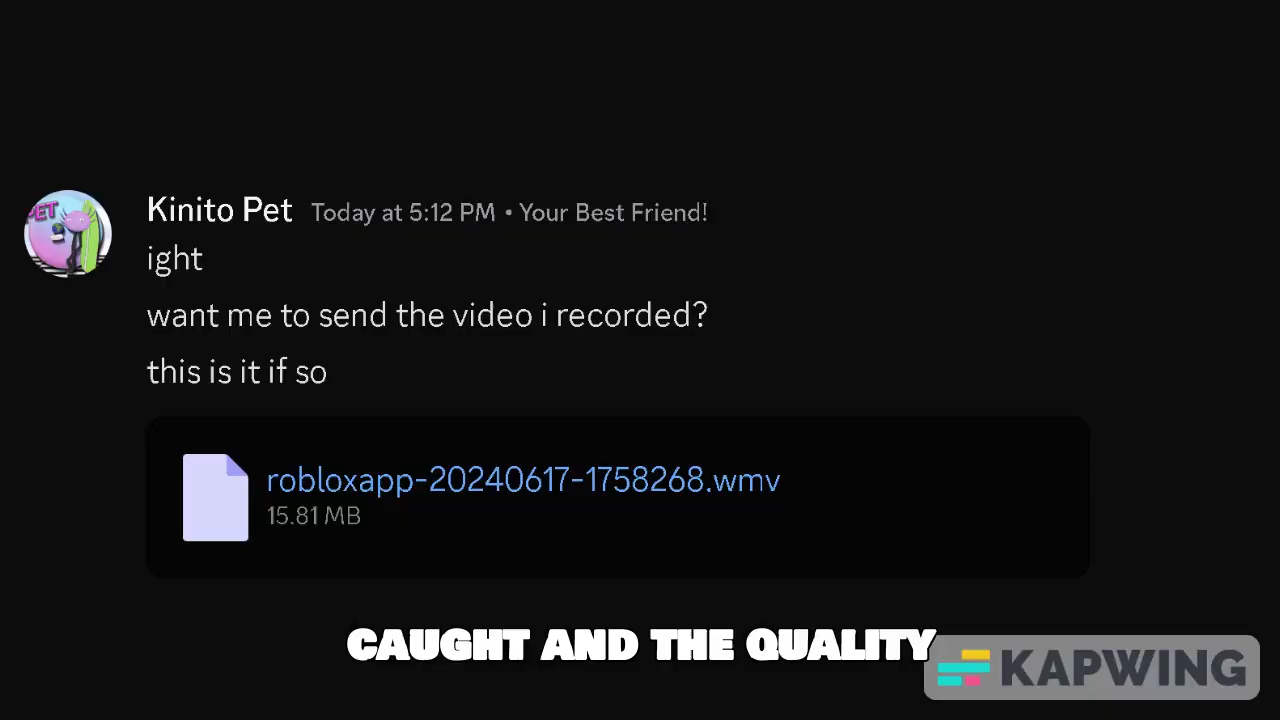 PET
Kinito Pet Today at 5:12 PM • Your Best Friend!
ight
want me to send the video i recorded?
this is it if so
robloxapp-20240617-1758268.wmv
15.81 MB
CAUGHT AND THE QUALITY
KAPWING